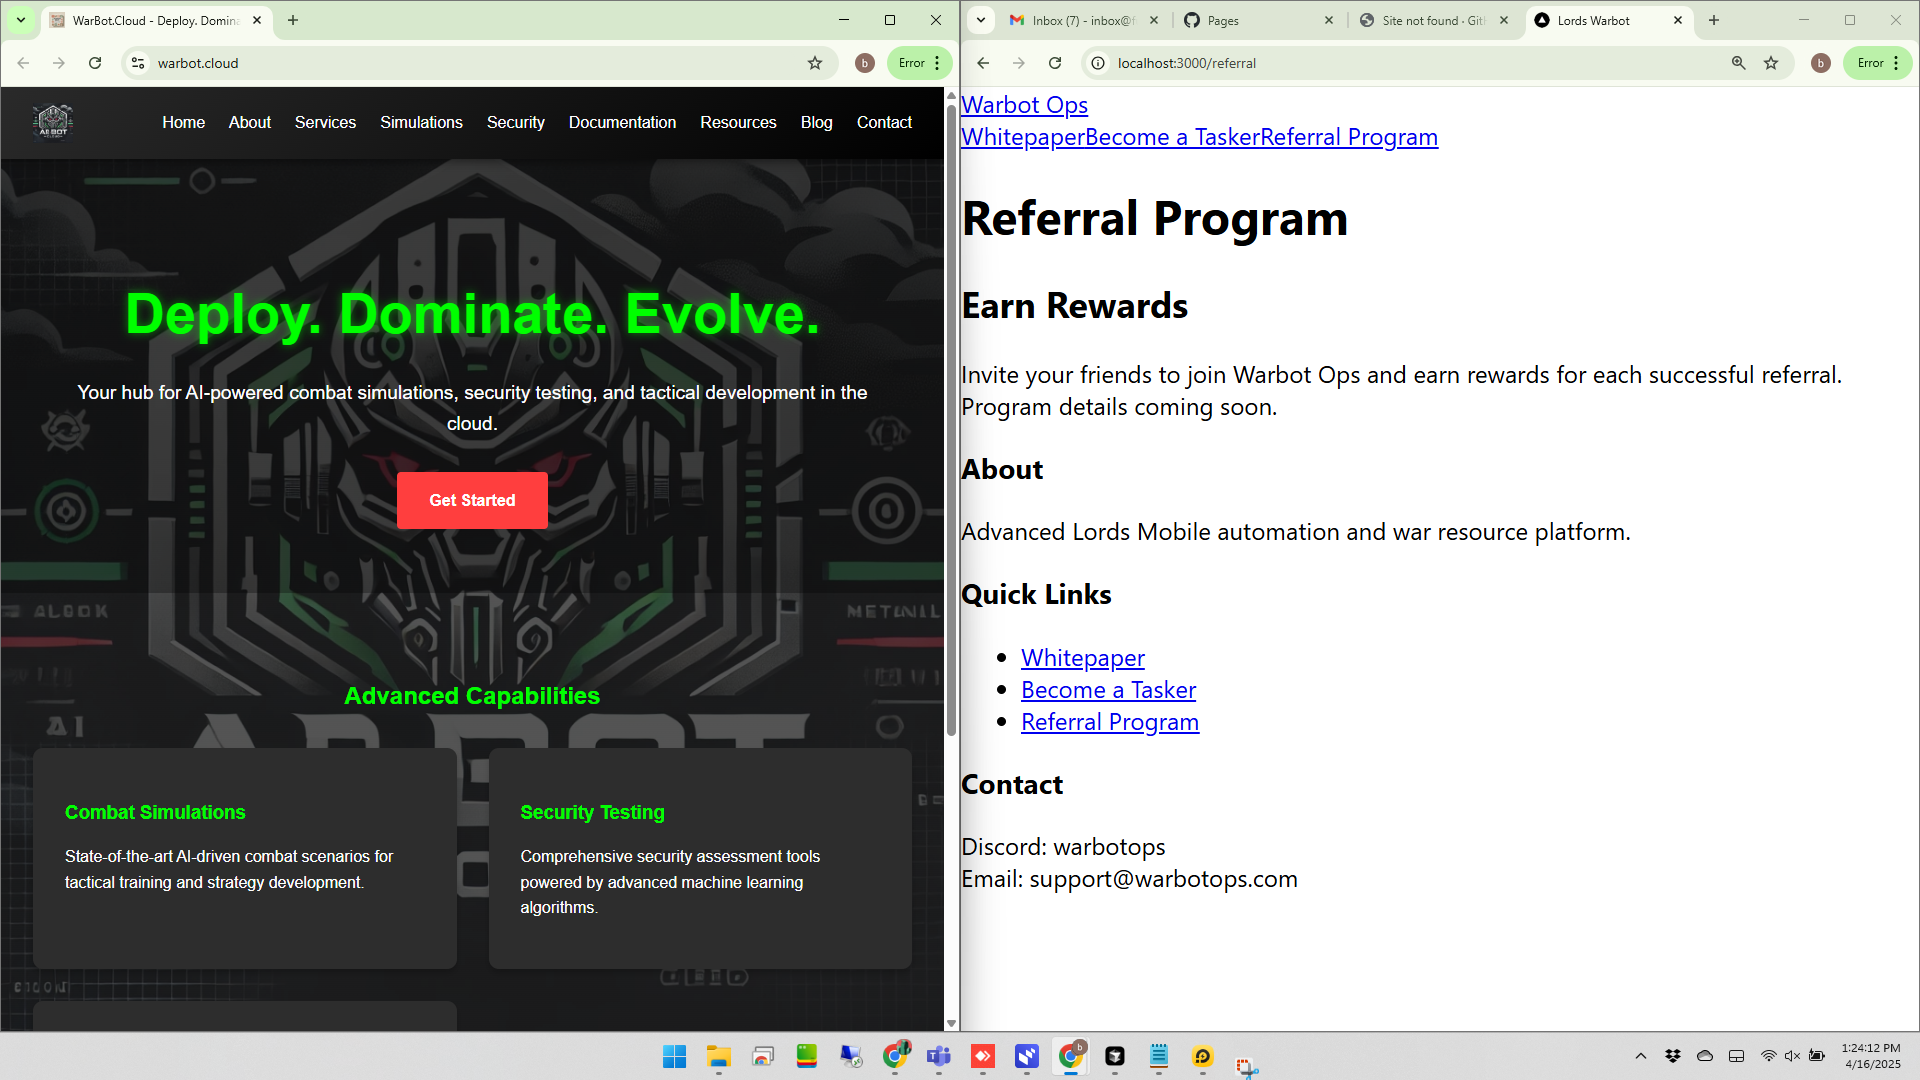 WarBot.Cloud - Deploy. Domina
warbot.cloud
b
Error
Home About Services Simulations Security Documentation Resources Blog Contact
Deploy. Dominate. Evolve.
Your hub for AI-powered combat simulations, security testing, and tactical development in the
cloud.
Get Started
Advanced Capabilities
Combat Simulations
State-of-the-art AI-driven combat scenarios for
tactical training and strategy development.
Security Testing
Comprehensive security assessment tools
powered by advanced machine learning
algorithms.
Inbox (7) - inbox@f
Pages
Site not found · Git
Lords Warbot
localhost:3000/referral
b
Error
Warbot Ops
WhitepaperBecome a TaskerReferral Program
Referral Program
Earn Rewards
Invite your friends to join Warbot Ops and earn rewards for each successful referral.
Program details coming soon.
About
Advanced Lords Mobile automation and war resource platform.
Quick Links
Whitepaper
Become a Tasker
Referral Program
Contact
Discord: warbotops
Email: support@warbotops.com
1:24:12 PM
4/16/2025